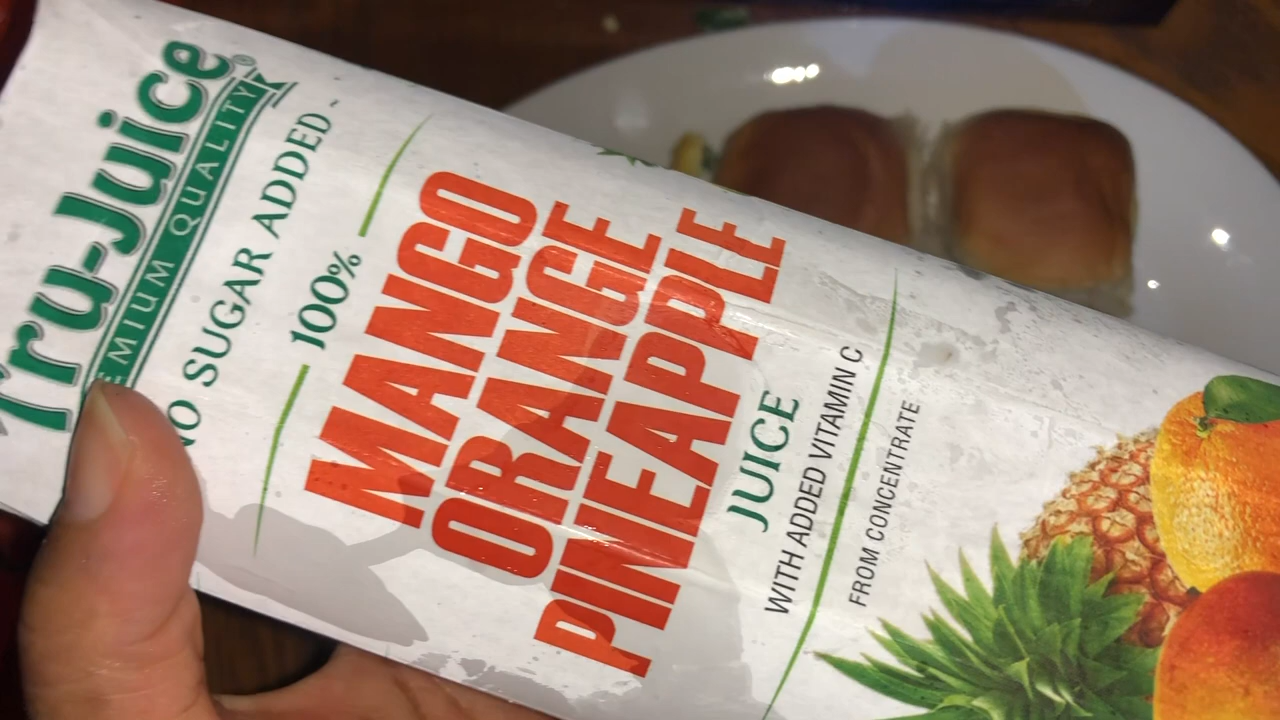 Tru-Juice®
PREMIUM QUALITY
NO SUGAR ADDED ~
100%
MANGO
ORANGE
PINEAPPLE
JUICE
WITH ADDED VITAMIN C
FROM CONCENTRATE